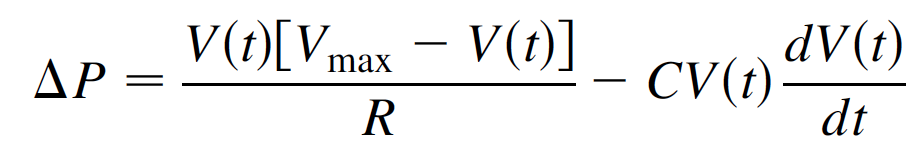 ΔP = V(t)[V_max − V(t)] / R − CV(t) dV(t)/dt